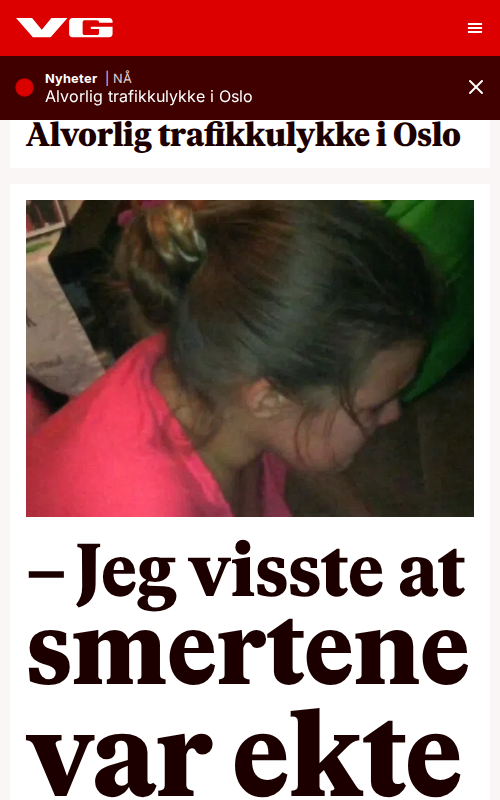 VG
Nyheter | NÅ
Alvorlig trafikkulykke i Oslo
Alvorlig trafikkulykke i Oslo
– Jeg visste at
smertene
var ekte